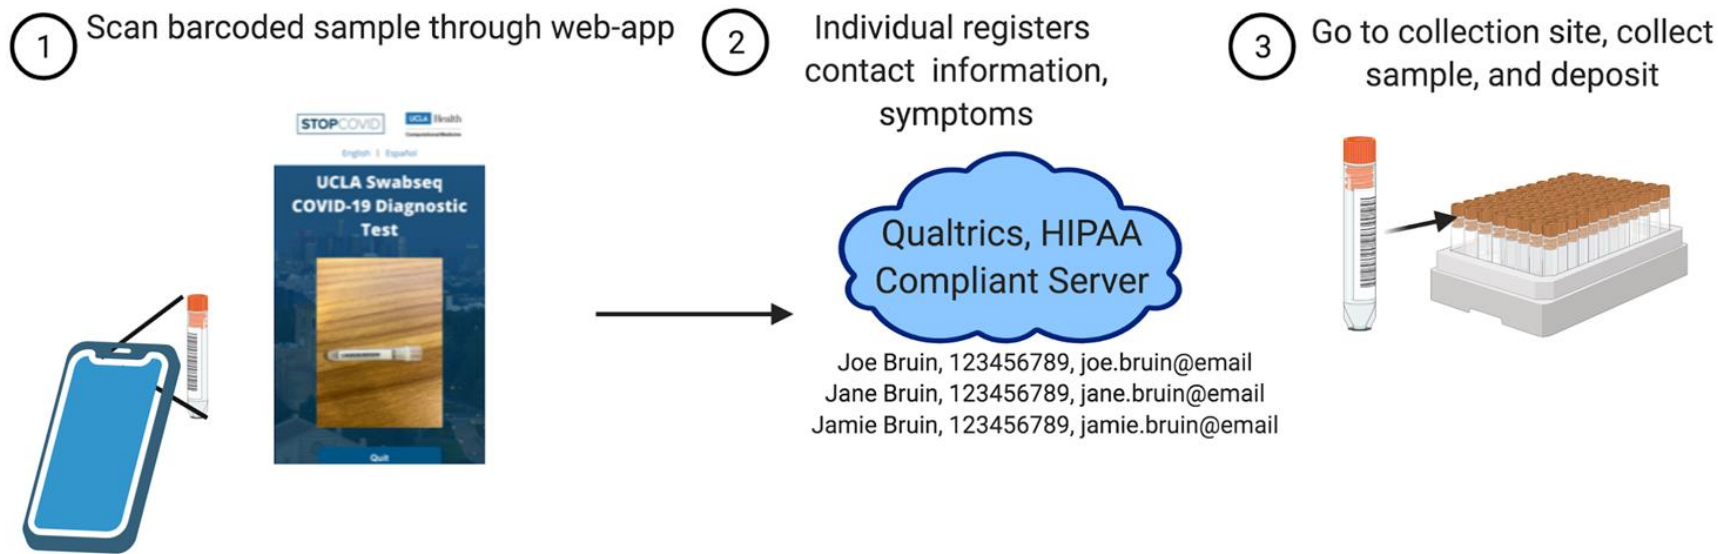 1 Scan barcoded sample through web-app
STOPCOVID UCLA Health
Computational Medicine
English | Español
UCLA Swabseq
COVID-19 Diagnostic
Test
Quit
2 Individual registers
contact information,
symptoms
Qualtrics, HIPAA
Compliant Server
Joe Bruin, 123456789, joe.bruin@email
Jane Bruin, 123456789, jane.bruin@email
Jamie Bruin, 123456789, jamie.bruin@email
3 Go to collection site, collect
sample, and deposit